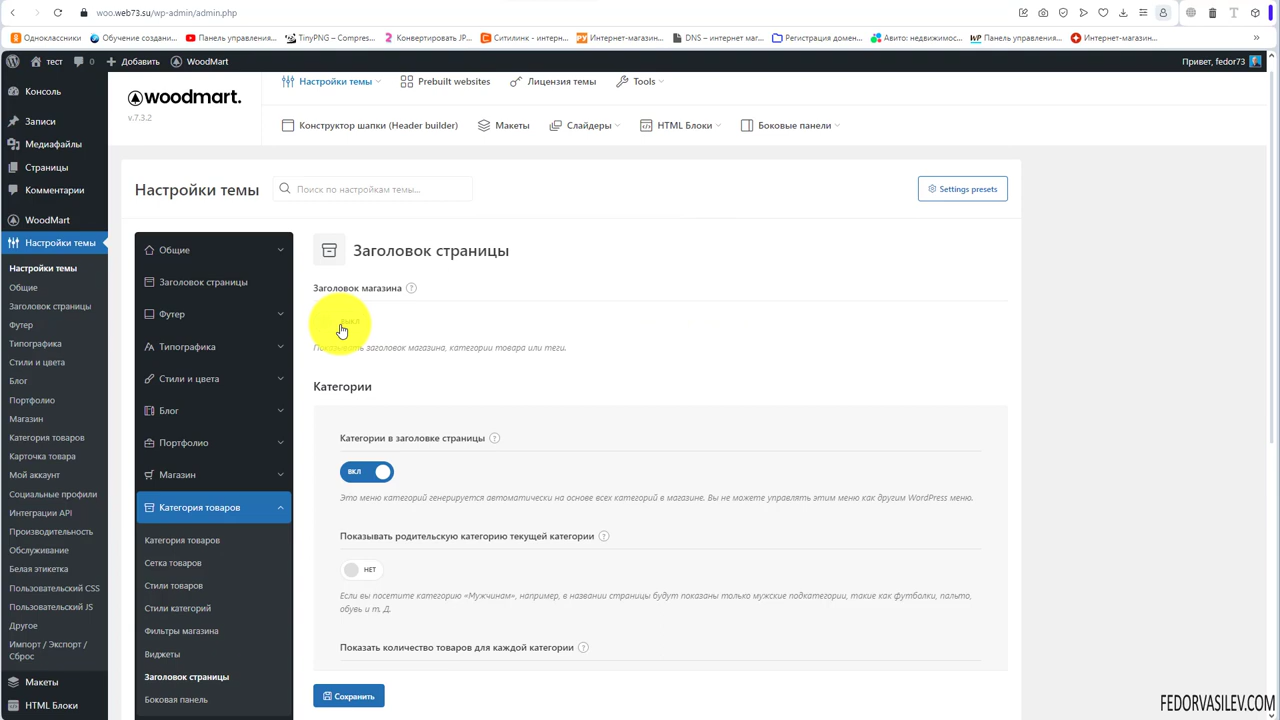 woo.web73.su/wp-admin/admin.php
Одноклассники
Обучение создани...
Панель управления...
TinyPNG – Compres...
Конвертировать JP...
Ситилинк - интерн...
Интернет-магазин...
DNS – интернет маг...
Регистрация домен...
Авито: недвижимос...
Панель управления...
Интернет-магазин...
тест
0
Добавить
WoodMart
Привет, fedor73
woodmart.
v.7.3.2
Настройки темы
Prebuilt websites
Лицензия темы
Tools
Конструктор шапки (Header builder)
Макеты
Слайдеры
HTML Блоки
Боковые панели
Консоль
Записи
Медиафайлы
Страницы
Комментарии
WoodMart
Настройки темы
Настройки темы
Общие
Заголовок страницы
Футер
Типографика
Стили и цвета
Блог
Портфолио
Магазин
Категория товаров
Карточка товара
Мой аккаунт
Социальные профили
Интеграции API
Производительность
Обслуживание
Белая этикетка
Пользовательский CSS
Пользовательский JS
Другое
Импорт / Экспорт /
Сброс
Макеты
HTML Блоки
Настройки темы
Поиск по настройкам темы...
Settings presets
Общие
Заголовок страницы
Футер
Типографика
Стили и цвета
Блог
Портфолио
Магазин
Категория товаров
Категория товаров
Сетка товаров
Стили товаров
Стили категорий
Фильтры магазина
Виджеты
Заголовок страницы
Боковая панель
Заголовок страницы
Заголовок магазина
ВЫКЛ
заголовок магазина, категории товара или теги.
Категории
Категории в заголовке страницы
ВКЛ
Это меню категорий генерируется автоматически на основе всех категорий в магазине. Вы не можете управлять этим меню как другим WordPress меню.
Показывать родительскую категорию текущей категории
НЕТ
Если вы посетите категорию «Мужчинам», например, в названии страницы будут показаны только мужские подкатегории, такие как футболки, пальто,
обувь и т. Д.
Показать количество товаров для каждой категории
Сохранить
FEDORVASILEV.COM